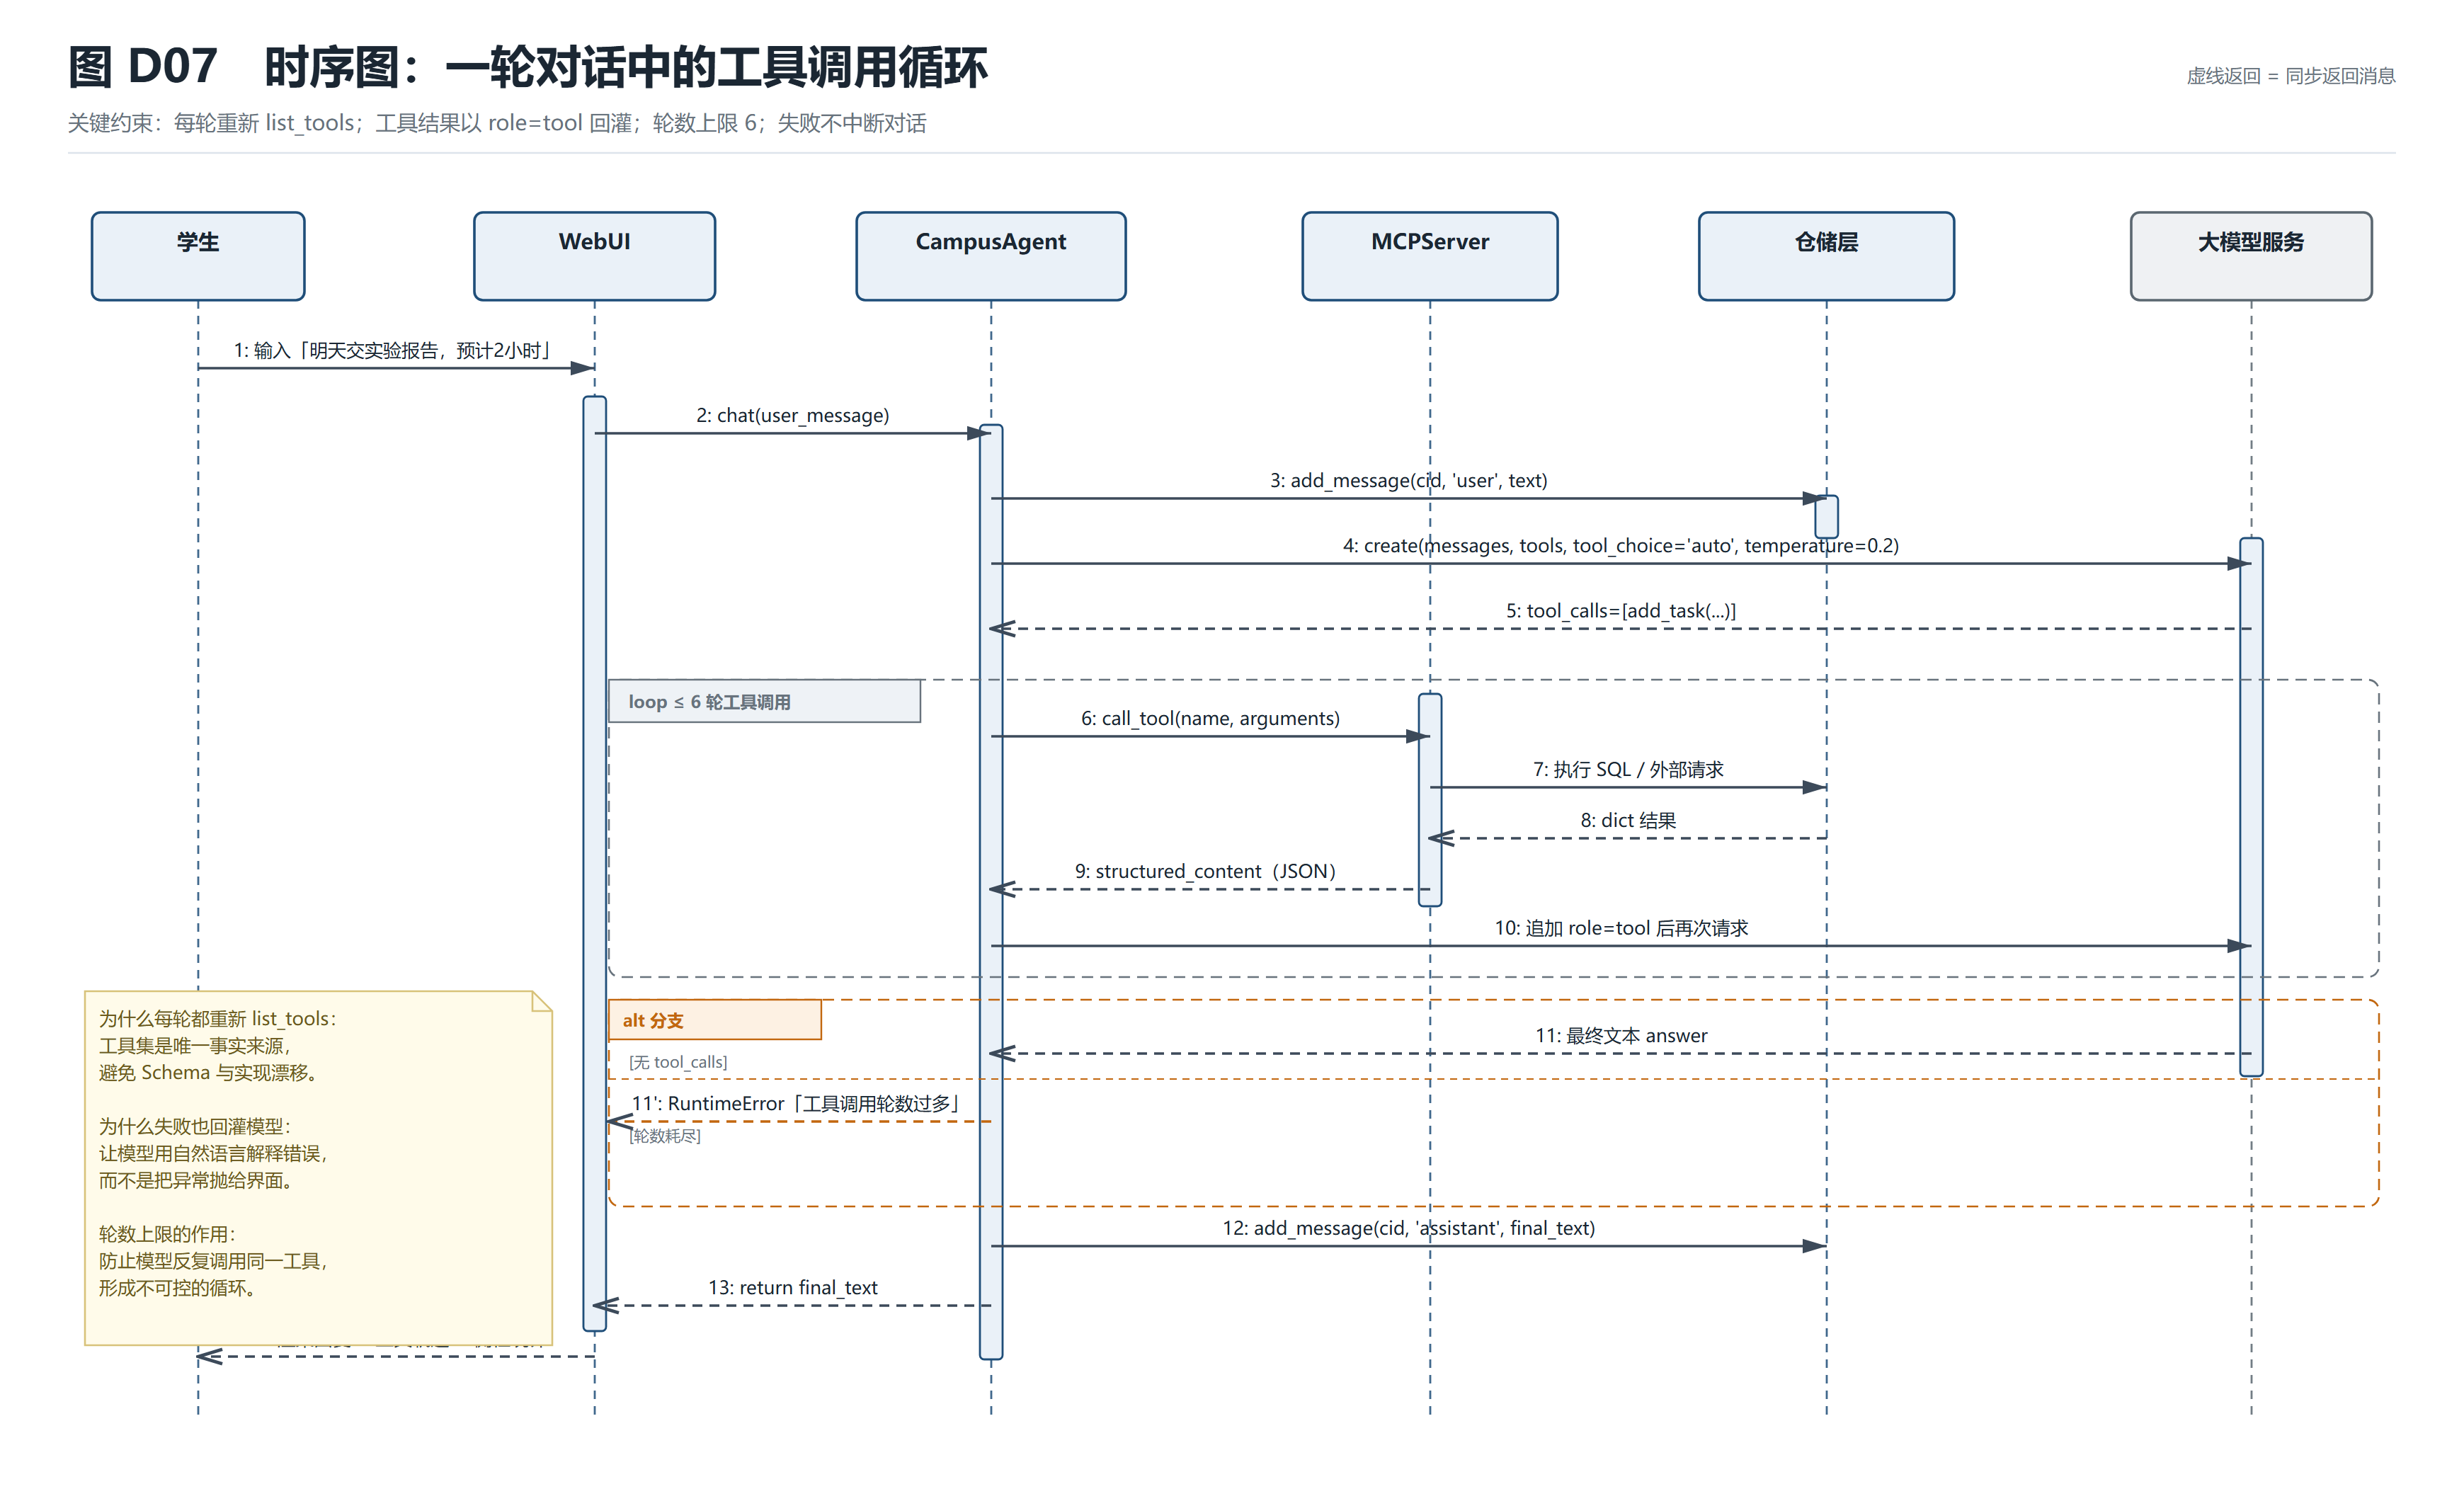 图 D07 时序图：一轮对话中的工具调用循环
虚线返回 = 同步返回消息
关键约束：每轮重新 list_tools；工具结果以 role=tool 回灌；轮数上限 6；失败不中断对话
学生
WebUI
CampusAgent
MCPServer
仓储层
大模型服务
1: 输入「明天交实验报告，预计2小时」
2: chat(user_message)
3: add_message(cid, 'user', text)
4: create(messages, tools, tool_choice='auto', temperature=0.2)
5: tool_calls=[add_task(...)]
loop ≤ 6 轮工具调用
6: call_tool(name, arguments)
7: 执行 SQL / 外部请求
8: dict 结果
9: structured_content（JSON）
10: 追加 role=tool 后再次请求
alt 分支
11: 最终文本 answer
[无 tool_calls]
11': RuntimeError「工具调用轮数过多」
[轮数耗尽]
12: add_message(cid, 'assistant', final_text)
13: return final_text
为什么每轮都重新 list_tools：
工具集是唯一事实来源，
避免 Schema 与实现漂移。
为什么失败也回灌模型：
让模型用自然语言解释错误，
而不是把异常抛给界面。
轮数上限的作用：
防止模型反复调用同一工具，
形成不可控的循环。